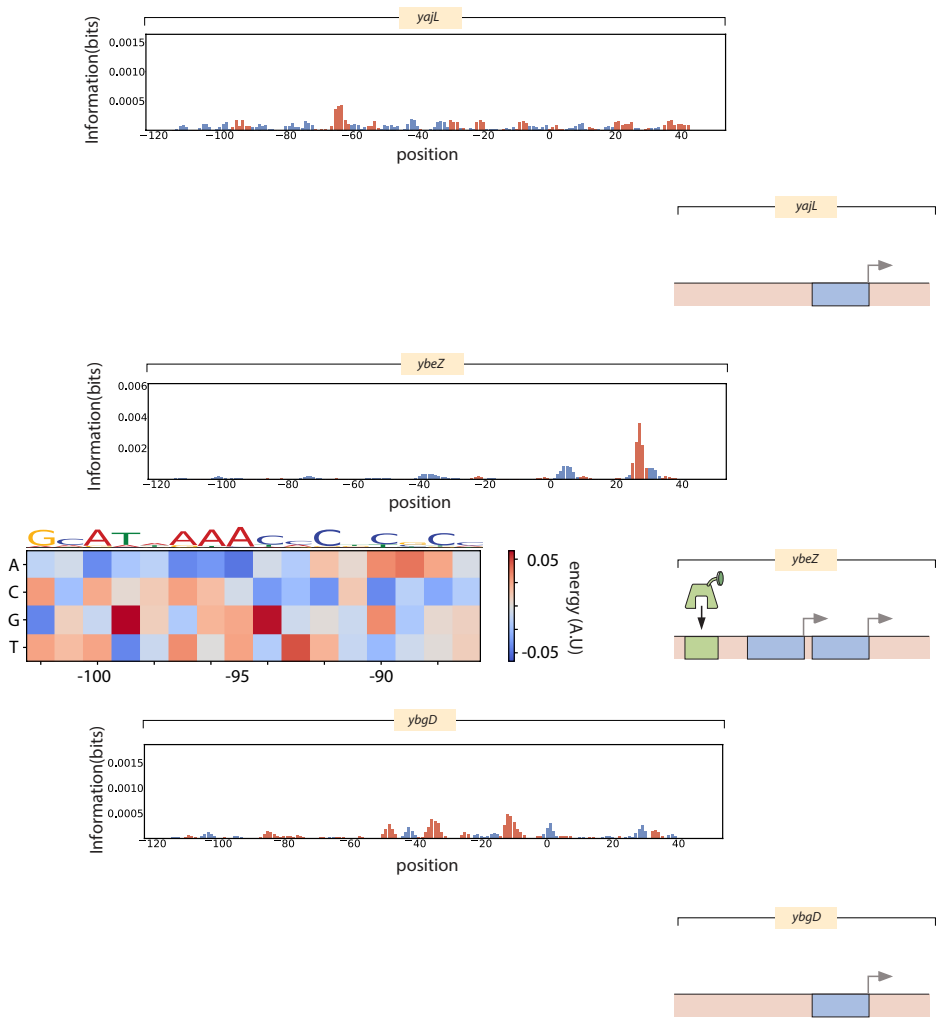 yajL
Information(bits)
0.0015
0.0010
0.0005
−120 −100 −80 −60 −40 −20 0 20 40
position
yajL
ybeZ
Information(bits)
0.006
0.004
0.002
−120 −100 −80 −60 −40 −20 0 20 40
position
GCATAAACCCCC
A
C
G
T
-100 -95 -90
0.05
-0.05
energy (A.U)
ybeZ
ybgD
Information(bits)
0.0015
0.0010
0.0005
−120 −100 −80 −60 −40 −20 0 20 40
position
ybgD